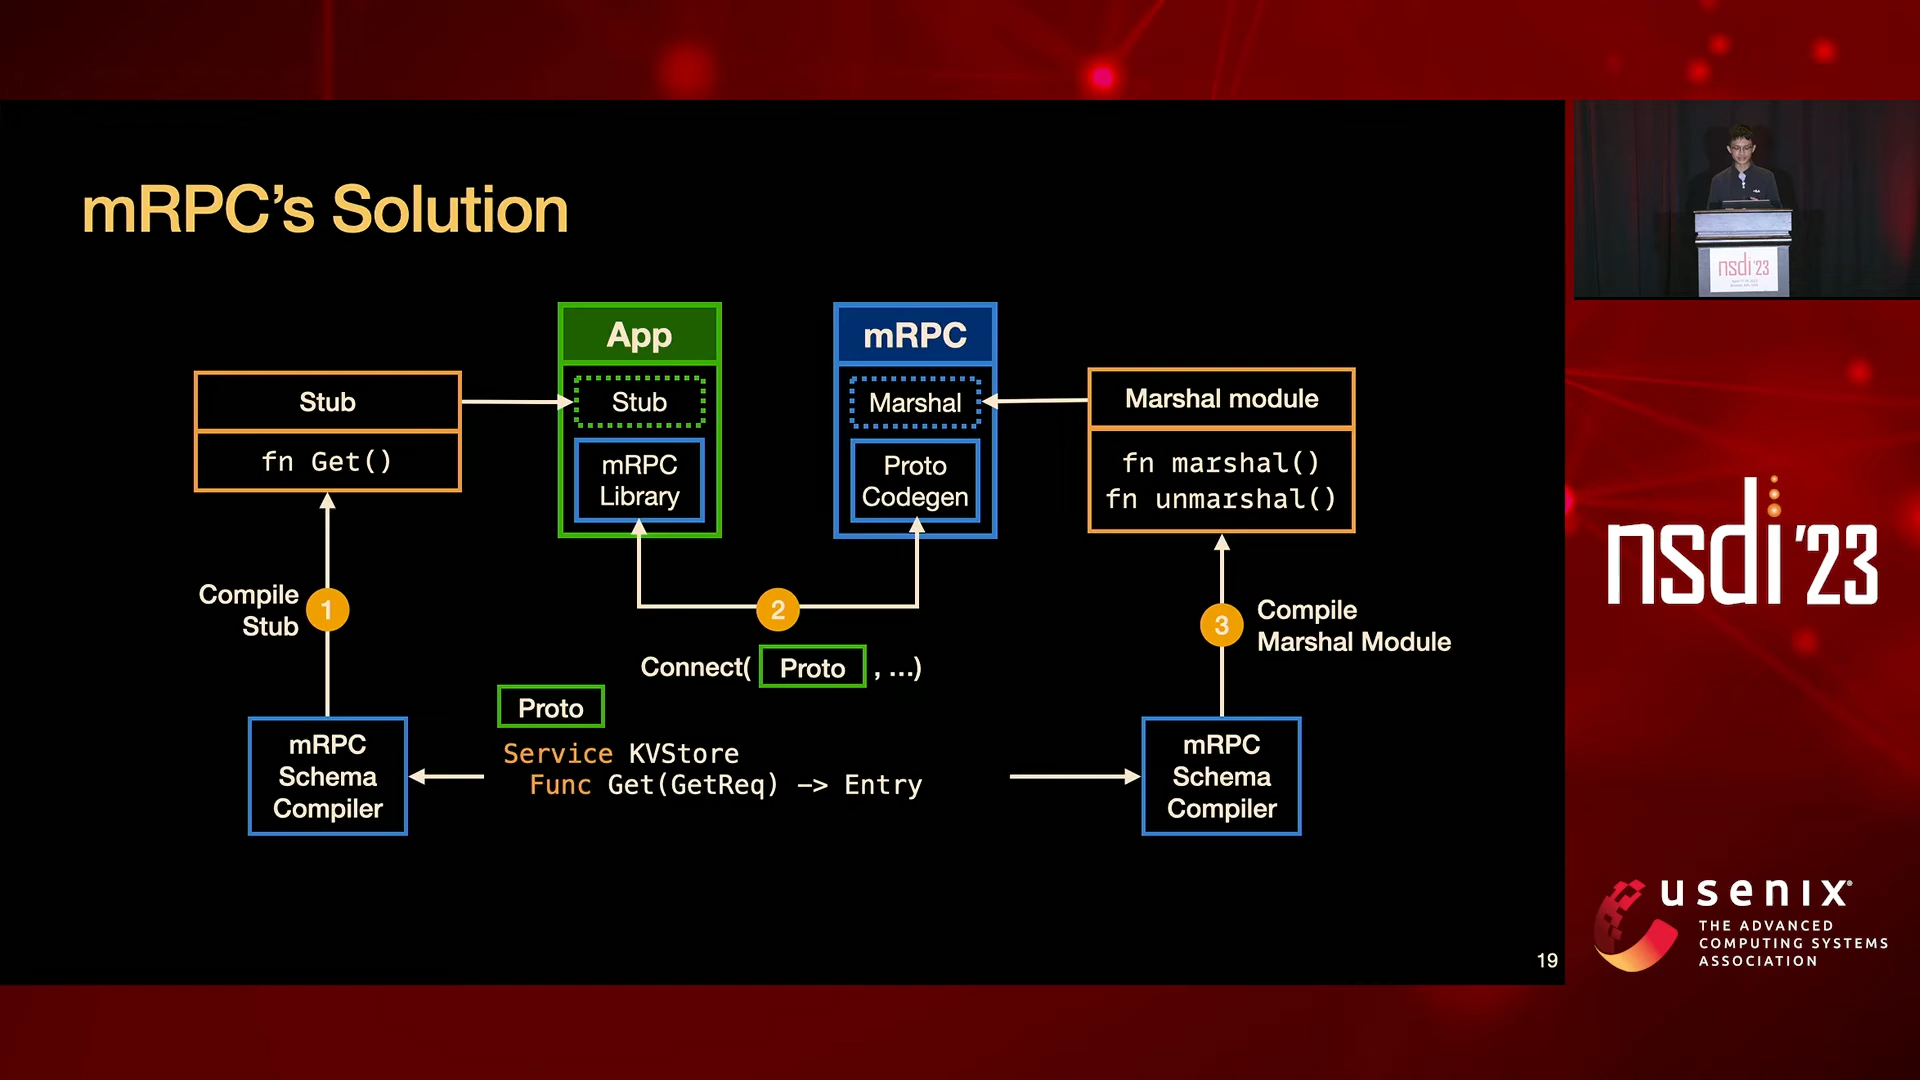 mRPC's Solution
App
mRPC
Stub
fn Get()
Stub
mRPC
Library
Marshal
Proto
Codegen
Marshal module
fn marshal()
fn unmarshal()
Compile
Stub
1
2
3
Compile
Marshal Module
Connect( Proto , ...)
Proto
Service KVStore
Func Get(GetReq) -> Entry
mRPC
Schema
Compiler
mRPC
Schema
Compiler
19
nsdi '23
nsdi '23
usenix®
THE ADVANCED
COMPUTING SYSTEMS
ASSOCIATION